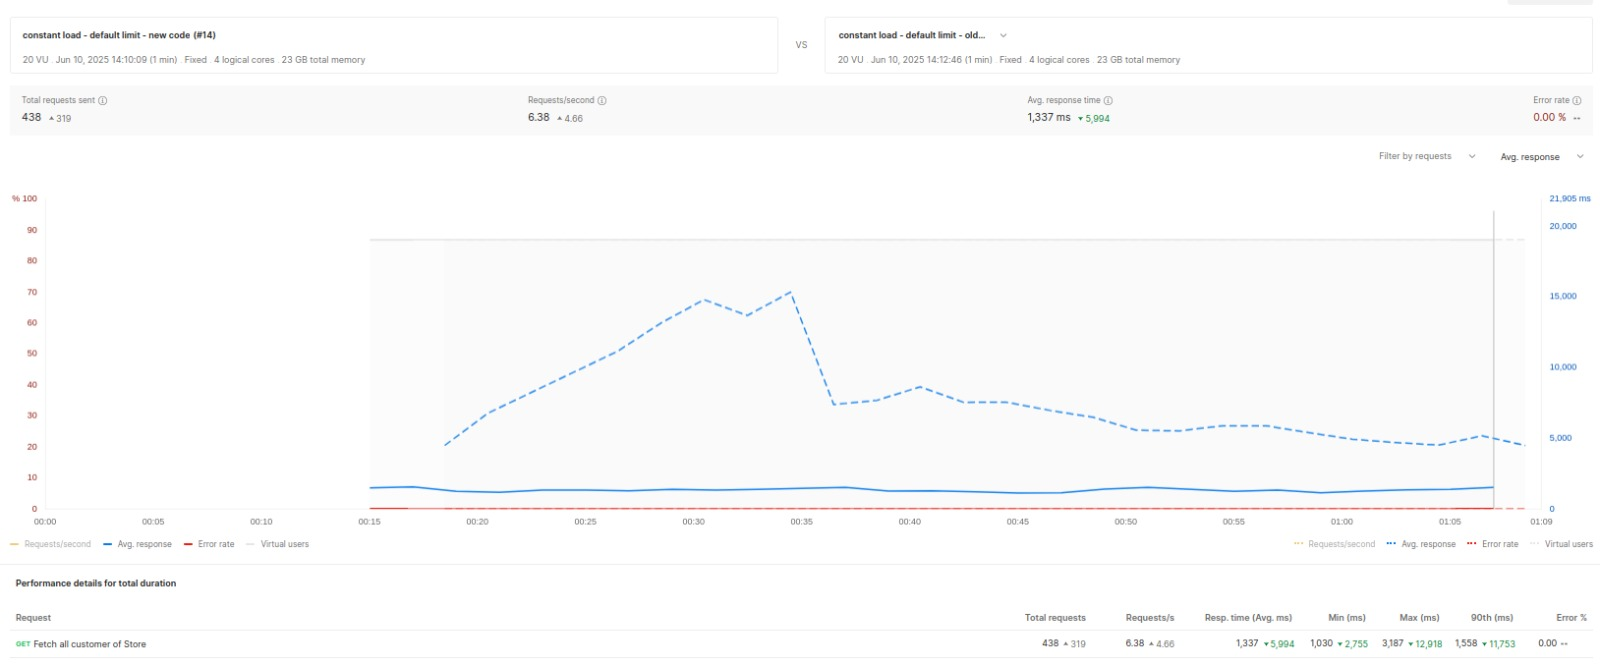 constant load - default limit - new code (#14)
20 VU . Jun 10, 2025 14:10:09 (1 min) . Fixed . 4 logical cores . 23 GB total memory
VS
constant load - default limit - old...
20 VU . Jun 10, 2025 14:12:46 (1 min) . Fixed . 4 logical cores . 23 GB total memory
Total requests sent
438 ▲ 319
Requests/second
6.38 ▲ 4.66
Avg. response time
1,337 ms ▼ 5,994
Error rate
0.00 % --
Filter by requests
Avg. response
% 100
90
80
70
60
50
40
30
20
10
0
21,905 ms
20,000
15,000
10,000
5,000
0
00:00 00:05 00:10 00:15 00:20 00:25 00:30 00:35 00:40 00:45 00:50 00:55 01:00 01:05 01:09
Requests/second Avg. response Error rate Virtual users
Requests/second Avg. response Error rate Virtual users
Performance details for total duration
Request Total requests Requests/s Resp. time (Avg. ms) Min (ms) Max (ms) 90th (ms) Error %
GET Fetch all customer of Store 438 ▲ 319 6.38 ▲ 4.66 1,337 ▼ 5,994 1,030 ▼ 2,755 3,187 ▼ 12,918 1,558 ▼ 11,753 0.00 --